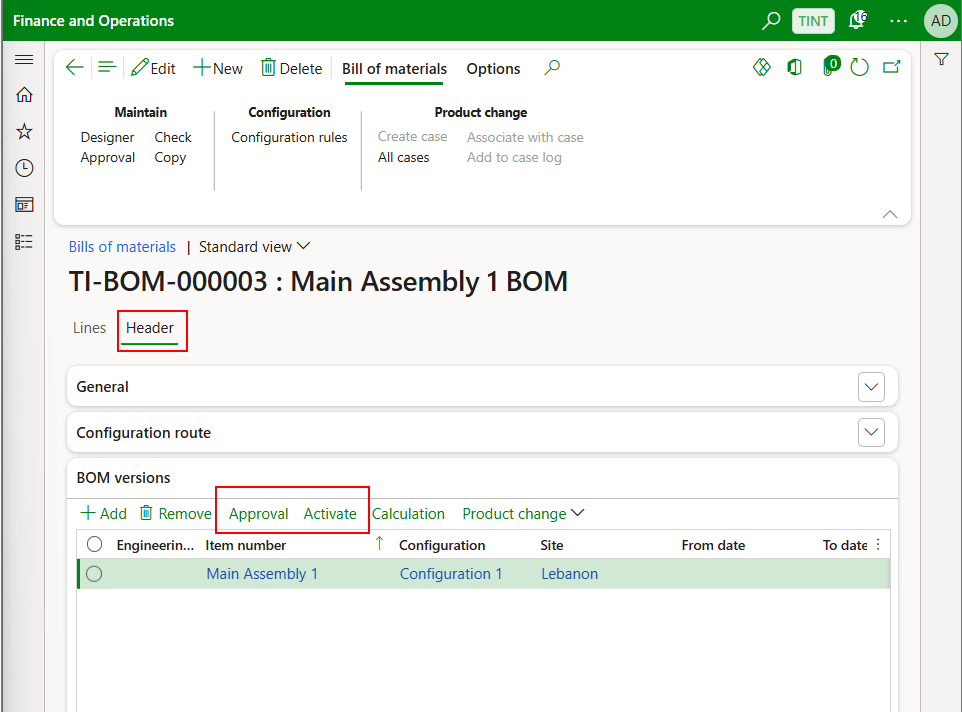 Finance and Operations TINT 16 ... AD
Edit New Delete Bill of materials Options 0
Maintain Configuration Product change
Designer Check Configuration rules Create case Associate with case
Approval Copy All cases Add to case log
Bills of materials | Standard view
TI-BOM-000003 : Main Assembly 1 BOM
Lines Header
General
Configuration route
BOM versions
Add Remove Approval Activate Calculation Product change
Engineerin... Item number Configuration Site From date To date
Main Assembly 1 Configuration 1 Lebanon